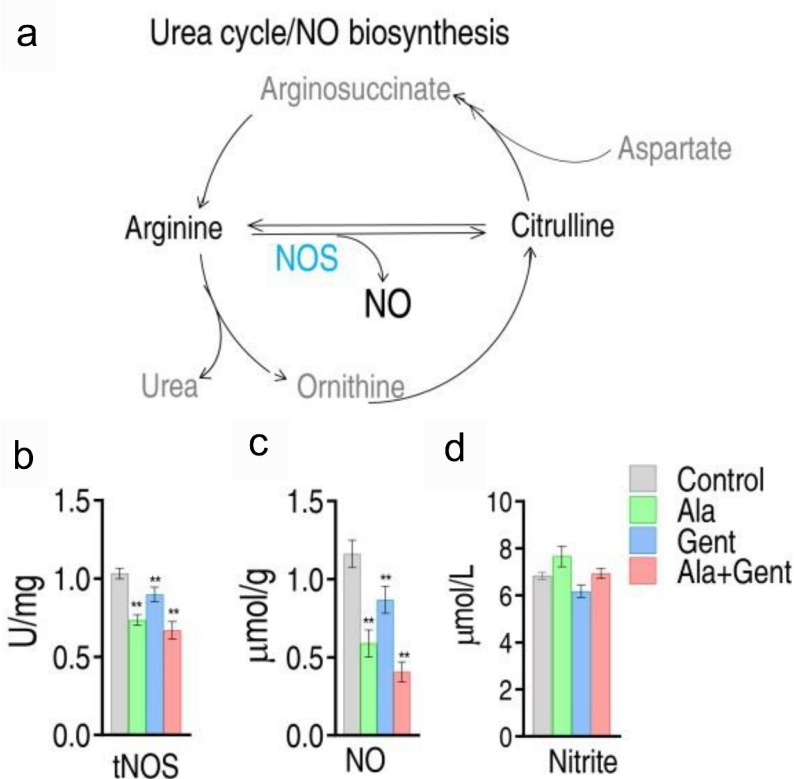 a
Urea cycle/NO biosynthesis
Arginosuccinate
Aspartate
Arginine
Citrulline
NOS
NO
Urea
Ornithine
b
c
d
1.5
1.0
0.5
0.0
U/mg
**
**
**
tNOS
1.5
1.0
0.5
0.0
μmol/g
**
**
**
NO
10
8
6
4
2
0
μmol/L
Nitrite
Control
Ala
Gent
Ala+Gent